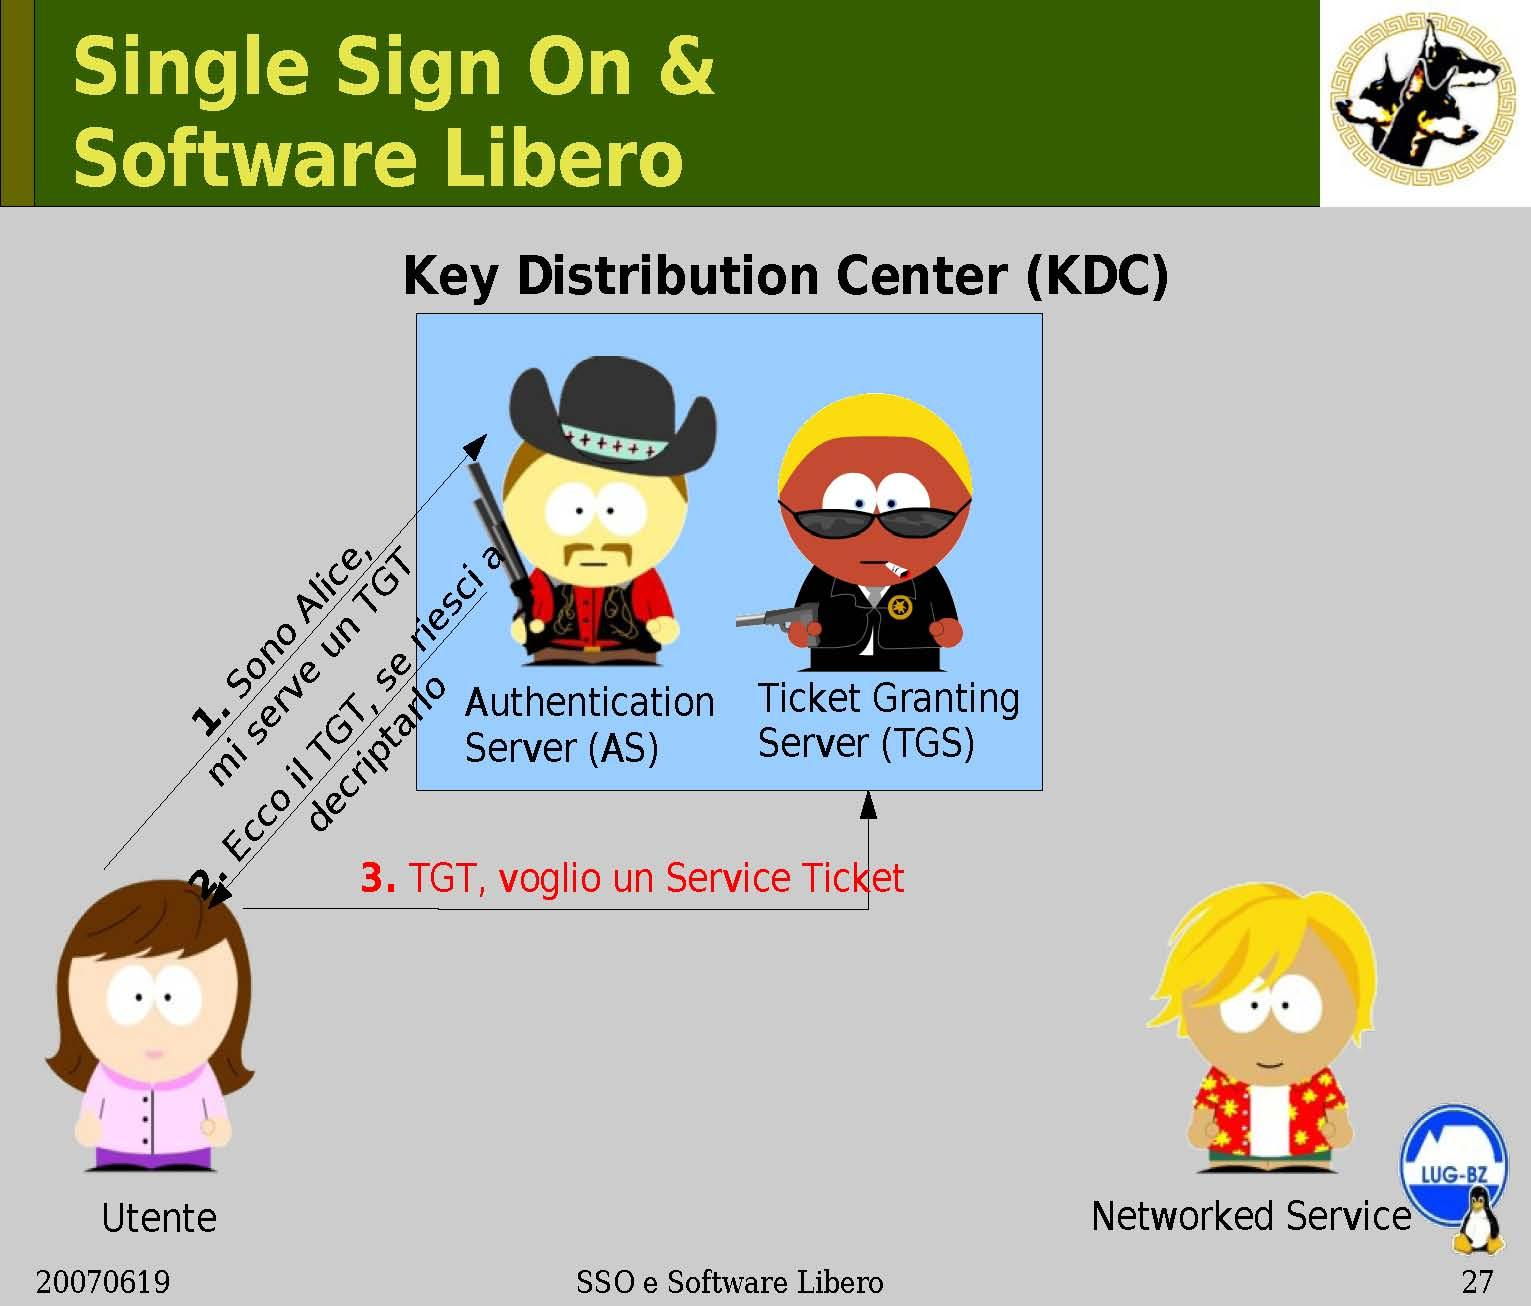 Single Sign On &
Software Libero
Key Distribution Center (KDC)
1. Sono Alice,
mi serve un TGT
2. Ecco il TGT, se riesci a
decriptarlo
Authentication
Server (AS)
Ticket Granting
Server (TGS)
3. TGT, voglio un Service Ticket
Utente
Networked Service
LUG-BZ
20070619
SSO e Software Libero
27